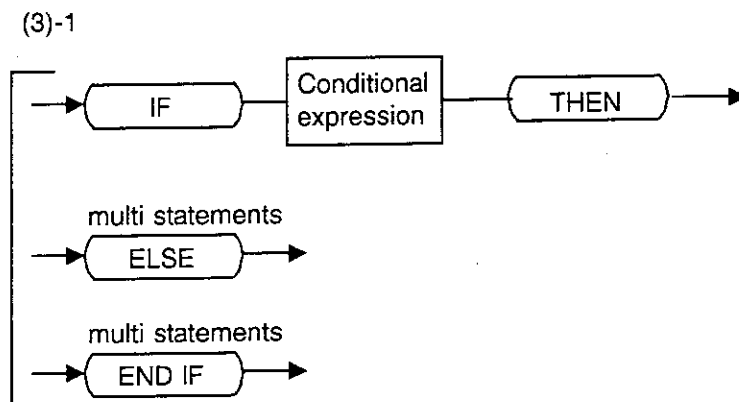 (3)-1
IF
Conditional
expression
THEN
multi statements
ELSE
multi statements
END IF